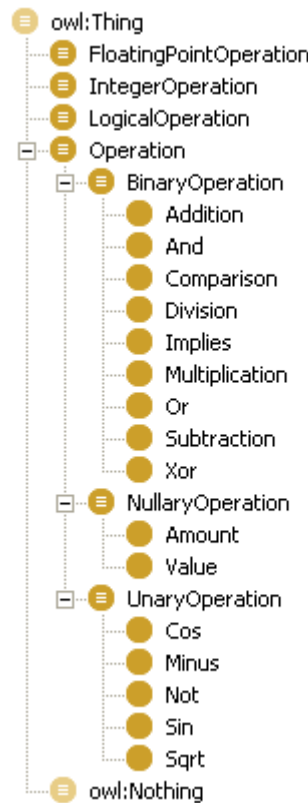 owl:Thing
FloatingPointOperation
IntegerOperation
LogicalOperation
Operation
BinaryOperation
Addition
And
Comparison
Division
Implies
Multiplication
Or
Subtraction
Xor
NullaryOperation
Amount
Value
UnaryOperation
Cos
Minus
Not
Sin
Sqrt
owl:Nothing